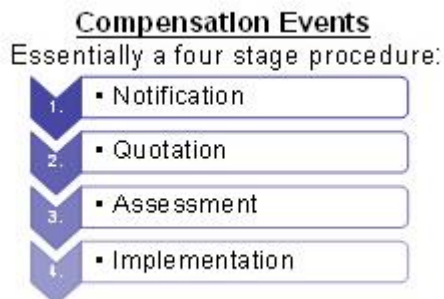 Compensation Events
Essentially a four stage procedure:
1. ▪ Notification
2. ▪ Quotation
3. ▪ Assessment
4. ▪ Implementation